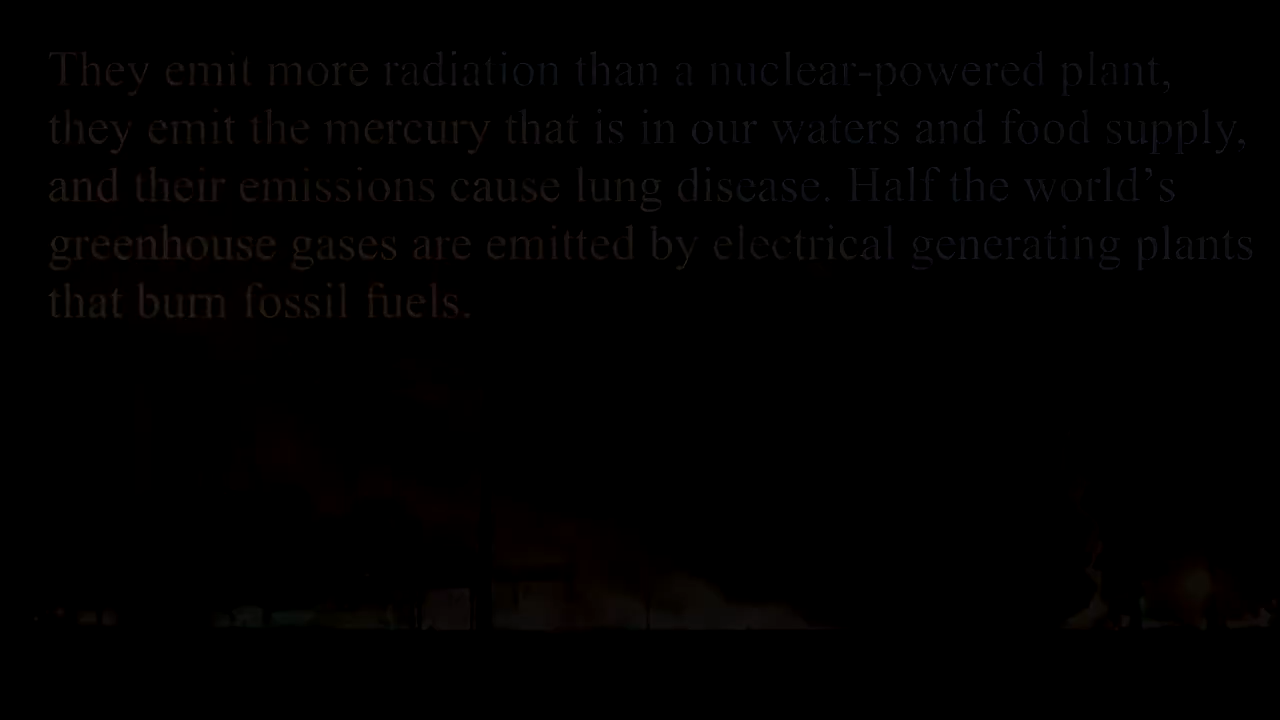 They emit more radiation than a nuclear-powered plant,
they emit the mercury that is in our waters and food supply,
and their emissions cause lung disease. Half the world’s
greenhouse gases are emitted by electrical generating plants
that burn fossil fuels.